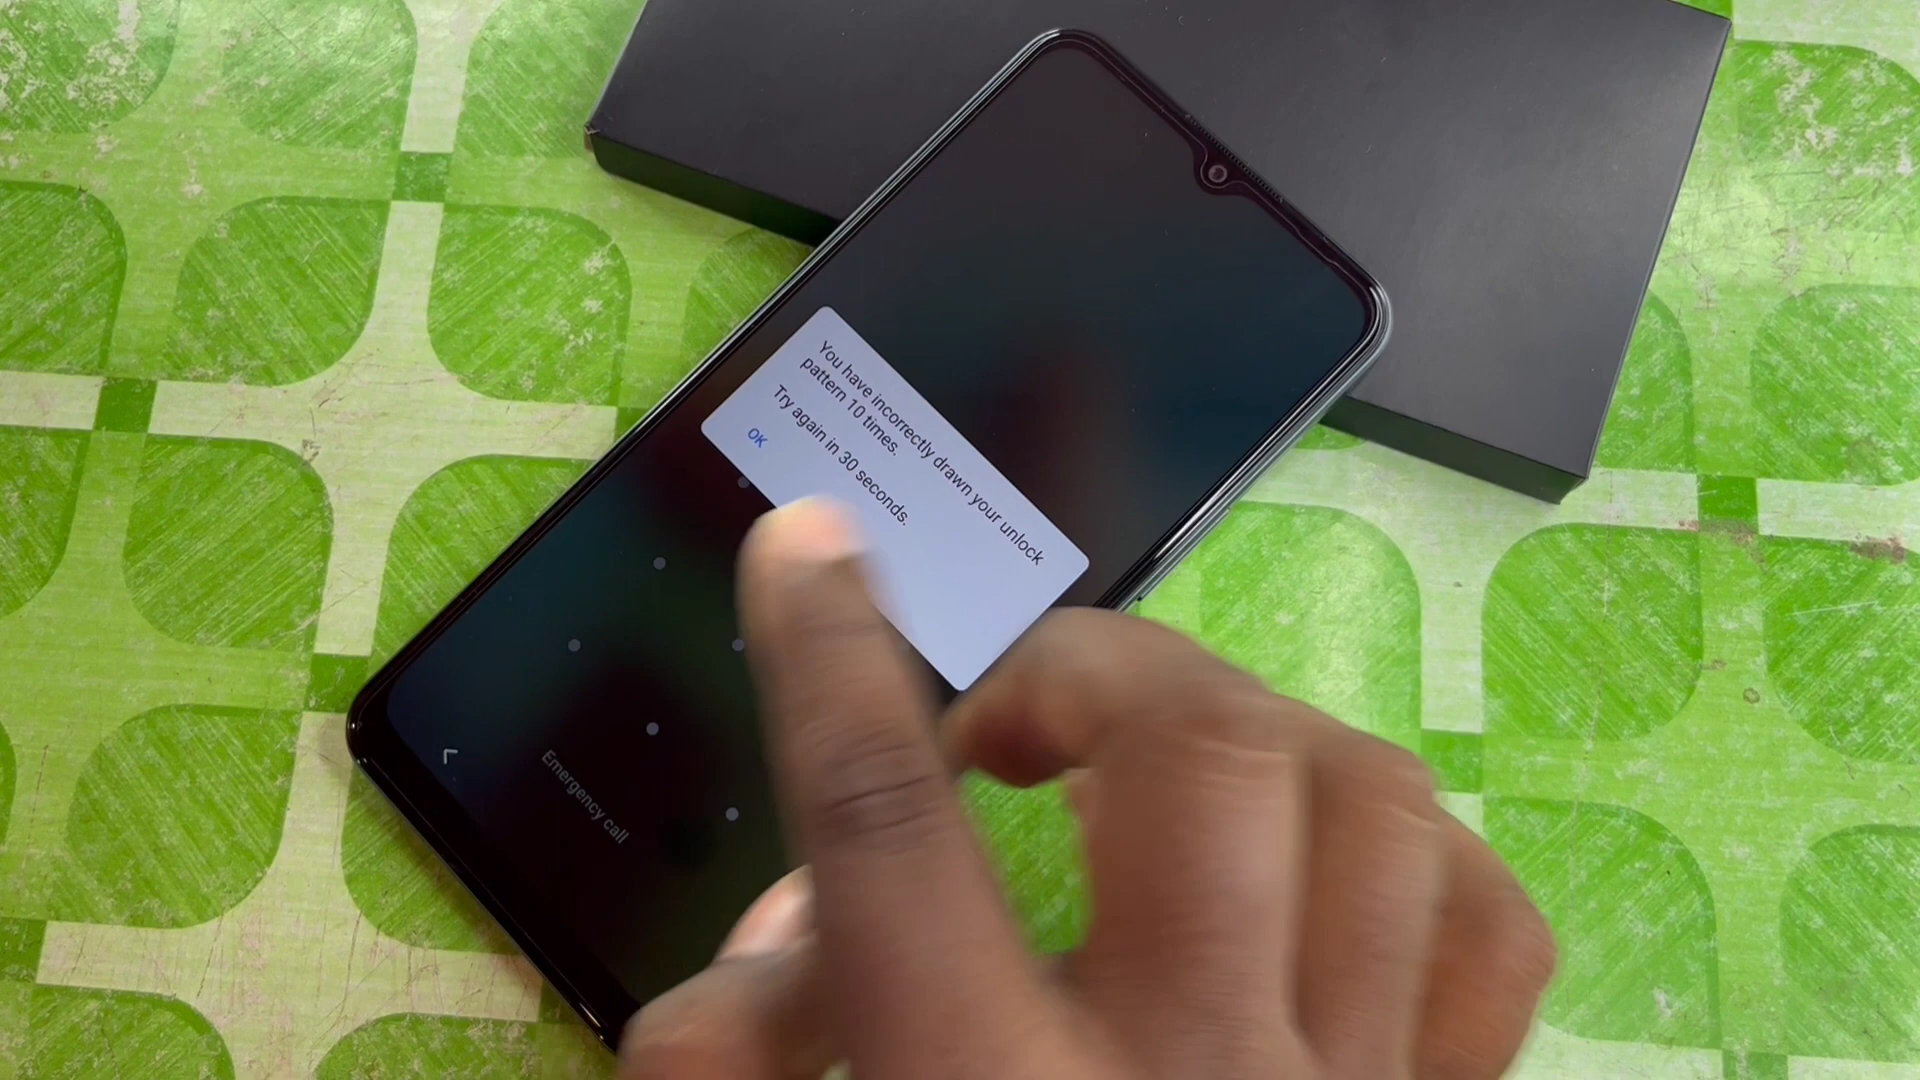 You have incorrectly drawn your unlock
pattern 10 times.
Try again in 30 seconds.
OK
Emergency call